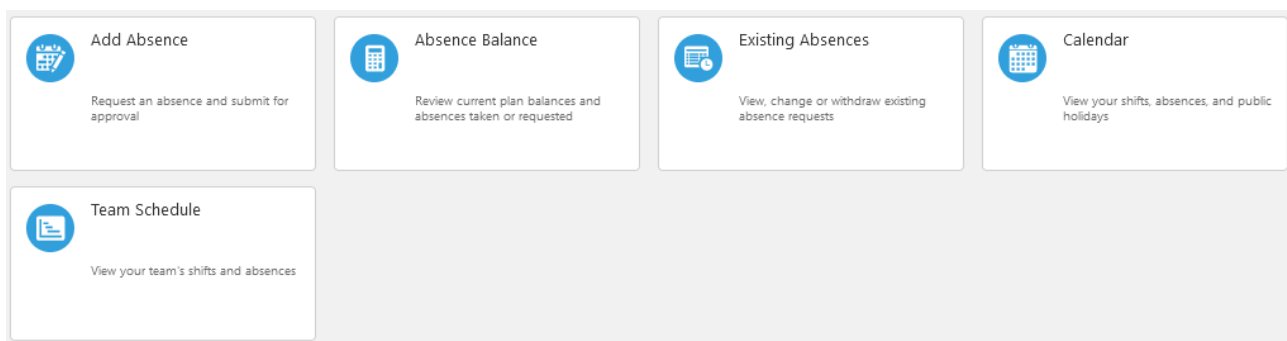 Add Absence
Request an absence and submit for
approval
Absence Balance
Review current plan balances and
absences taken or requested
Existing Absences
View, change or withdraw existing
absence requests
Calendar
View your shifts, absences, and public
holidays
Team Schedule
View your team's shifts and absences